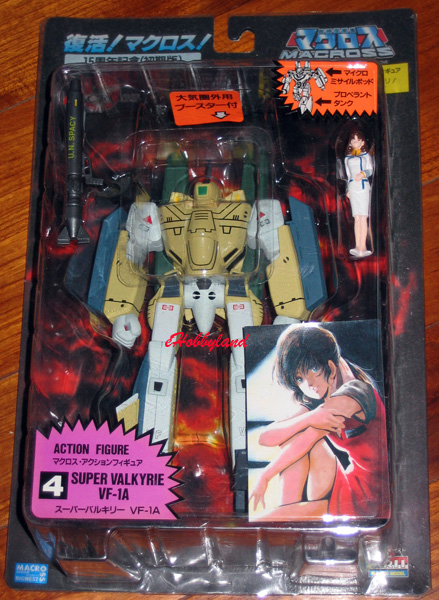 復活!マクロス!
15周年記念(初期版)
マクロス
MACROSS
マイクロ
ミサイルポッド
プロペラント
タンク
大気圏外用
ブースター付
U.N. SPACY
eHobbyland
ACTION FIGURE
マクロス・アクションフィギュア
4 SUPER VALKYRIE
VF-1A
スーパーバルキリー VF-1A
MACRO